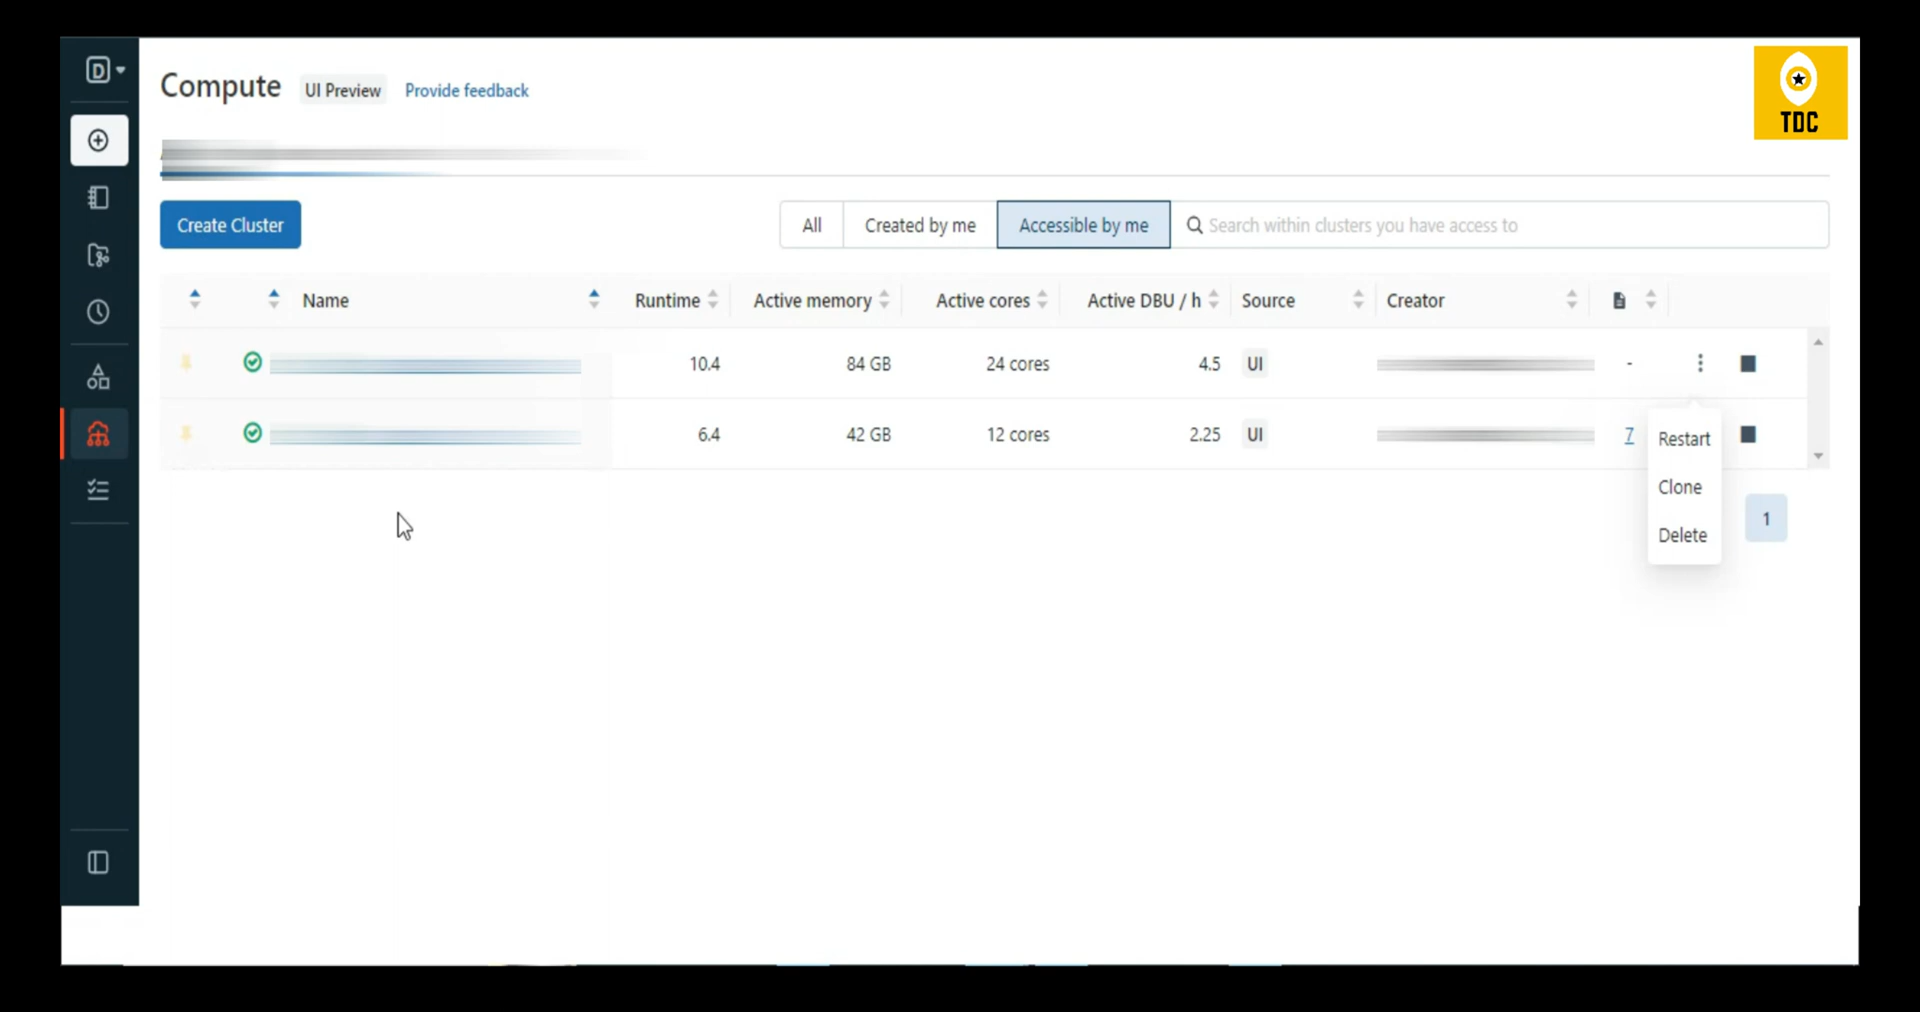 D
Compute UI Preview Provide feedback
TDC
Create Cluster All Created by me Accessible by me Search within clusters you have access to
Name Runtime Active memory Active cores Active DBU / h Source Creator
10.4 84 GB 24 cores 4.5 UI -
6.4 42 GB 12 cores 2.25 UI 7
Restart
Clone
Delete
1